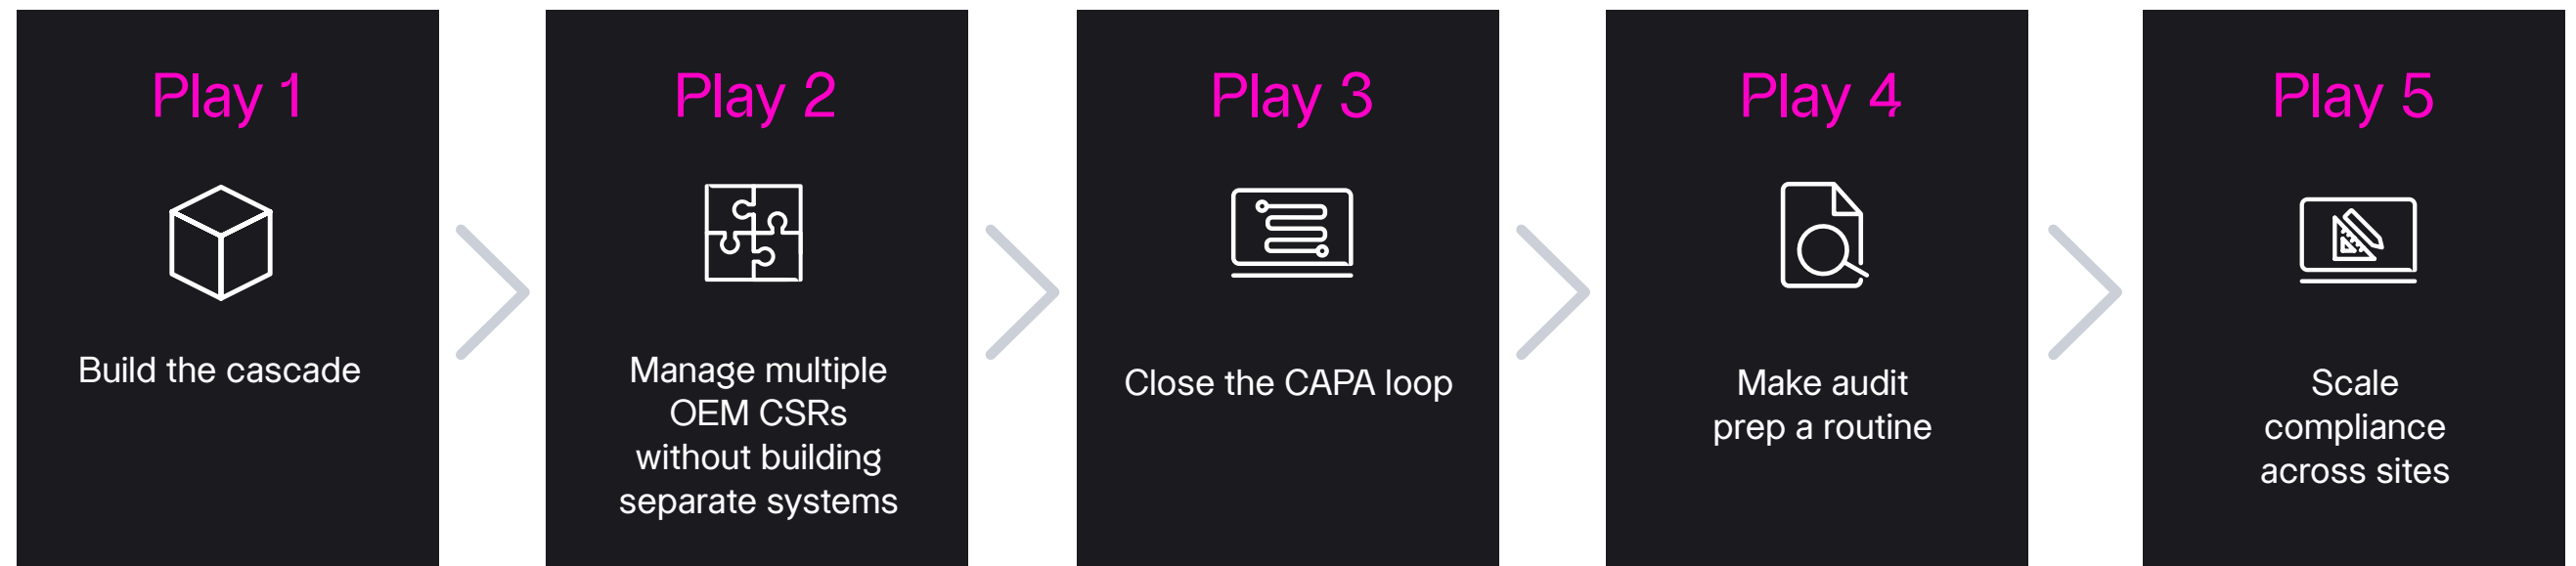 Play 1
Build the cascade
Play 2
Manage multiple
OEM CSRs
without building
separate systems
Play 3
Close the CAPA loop
Play 4
Make audit
prep a routine
Play 5
Scale
compliance
across sites